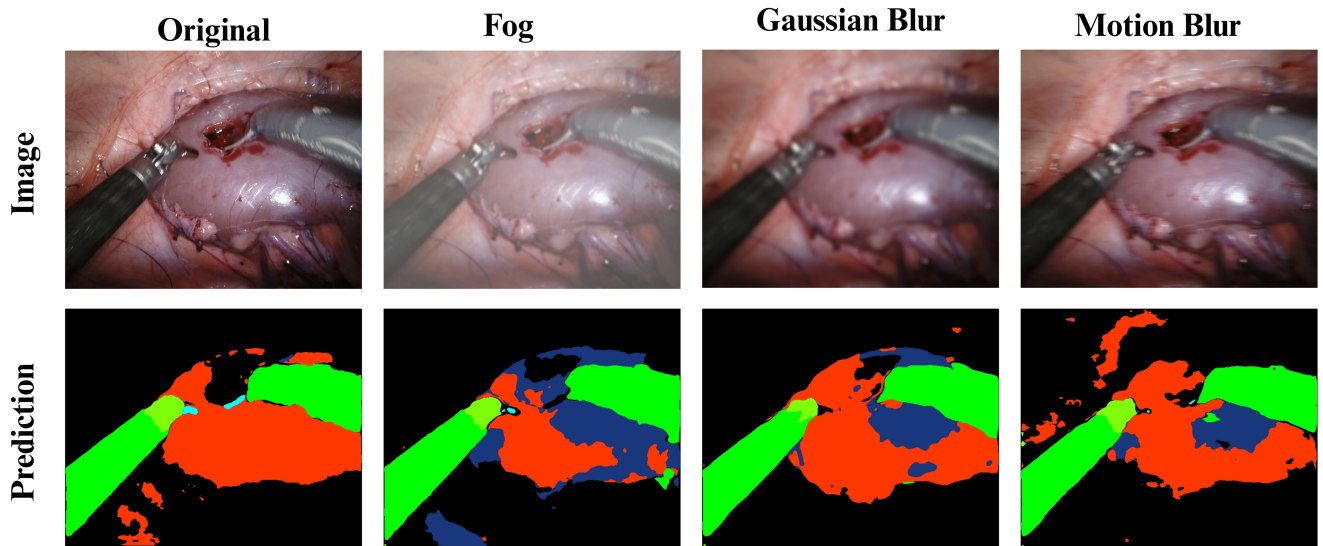 Original
Fog
Gaussian Blur
Motion Blur
Image
Prediction